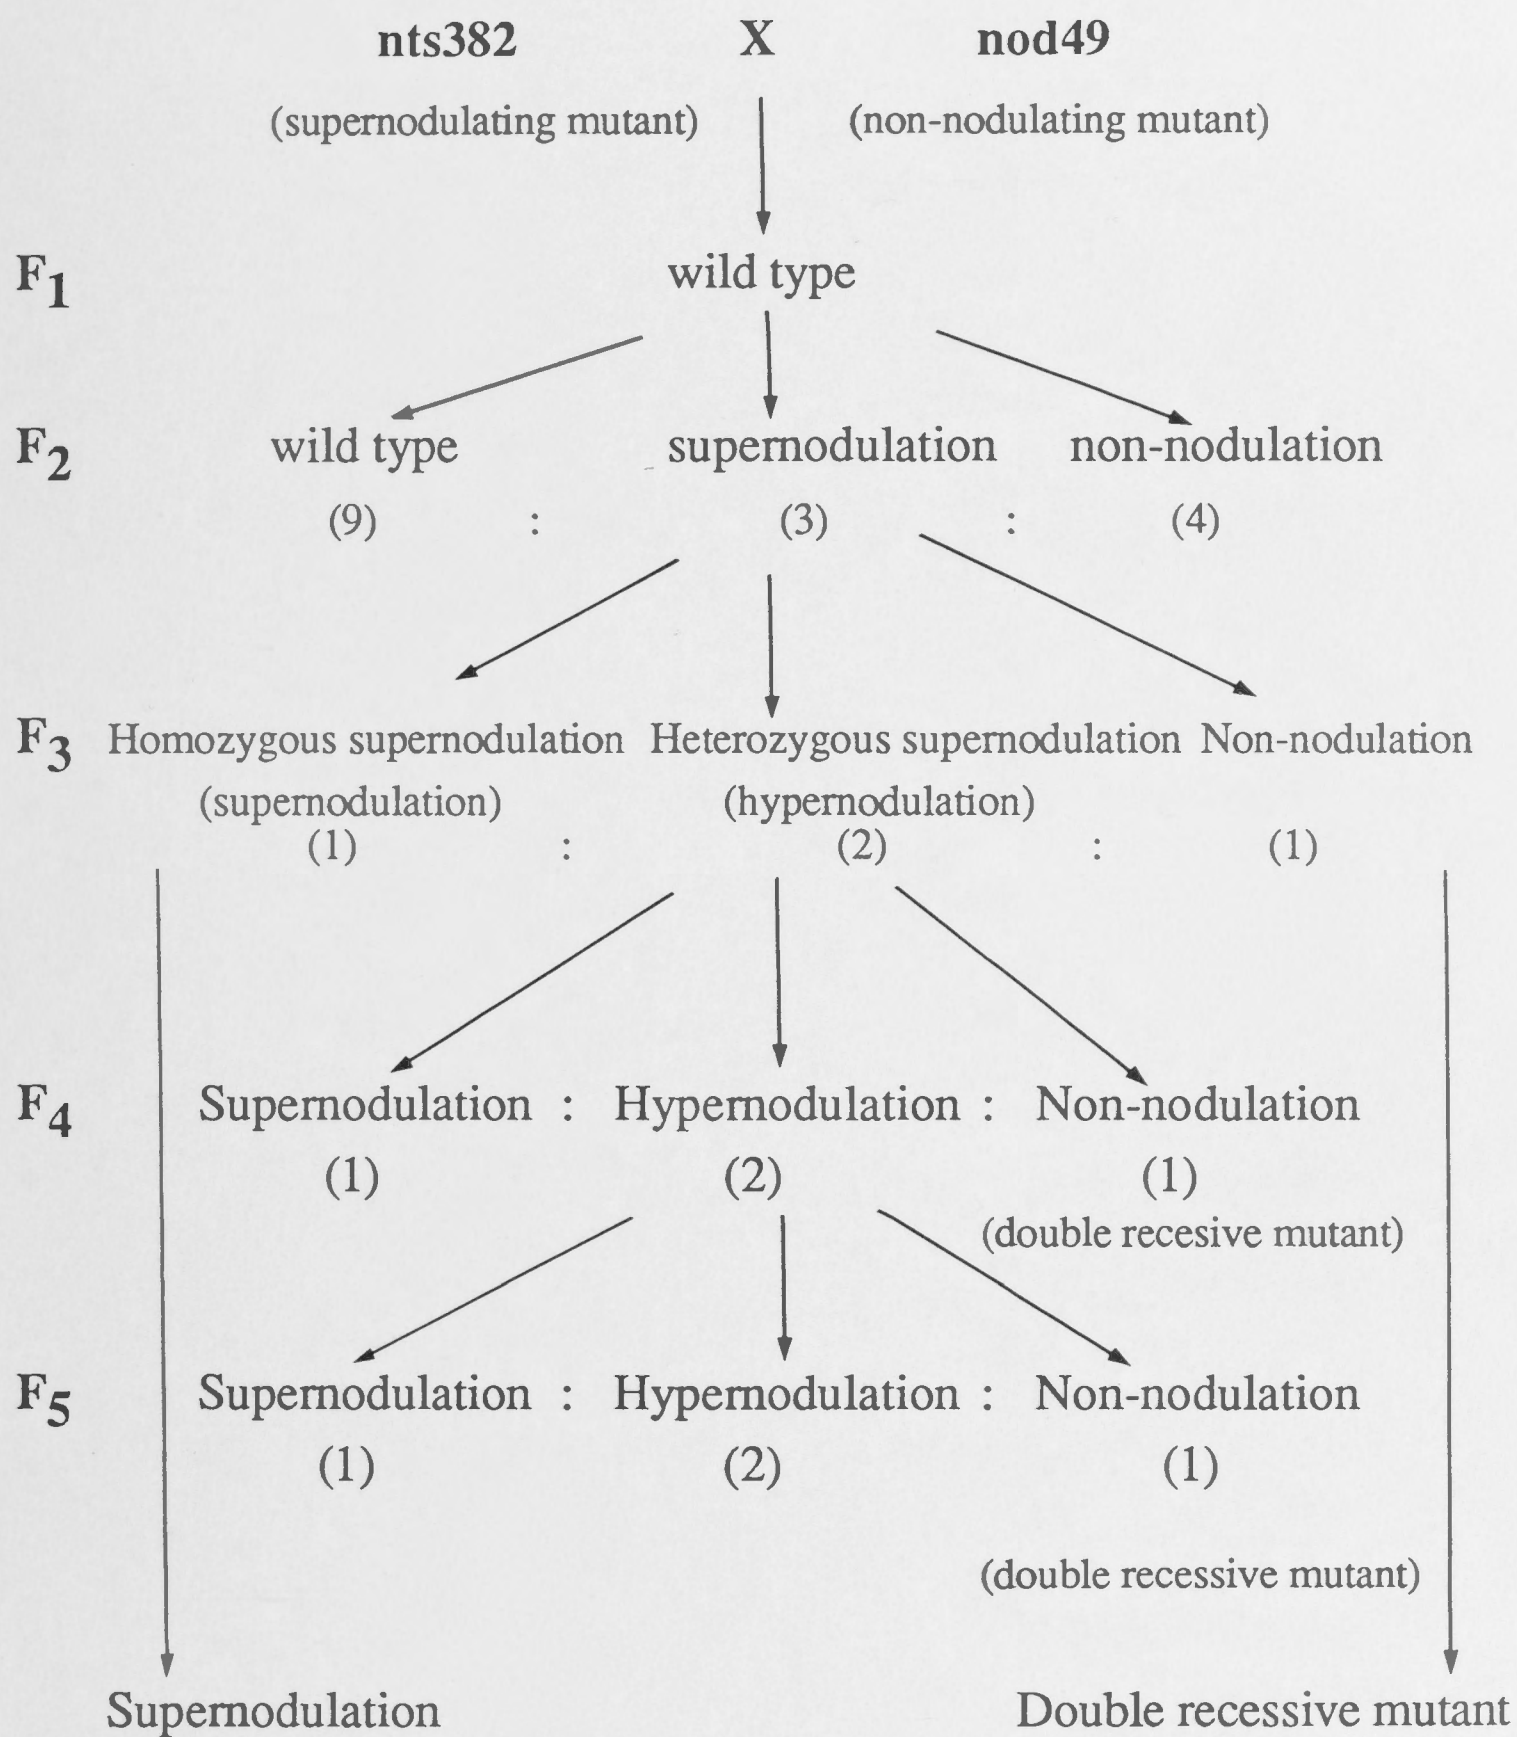 nts382 X nod49
(supernodulating mutant) (non-nodulating mutant)
F1 wild type
F2 wild type supernodulation non-nodulation
(9) : (3) : (4)
F3 Homozygous supernodulation Heterozygous supernodulation Non-nodulation
(supernodulation) (hypernodulation)
(1) : (2) : (1)
F4 Supernodulation : Hypernodulation : Non-nodulation
(1) (2) (1)
(double recesive mutant)
F5 Supernodulation : Hypernodulation : Non-nodulation
(1) (2) (1)
(double recessive mutant)
Supernodulation Double recessive mutant